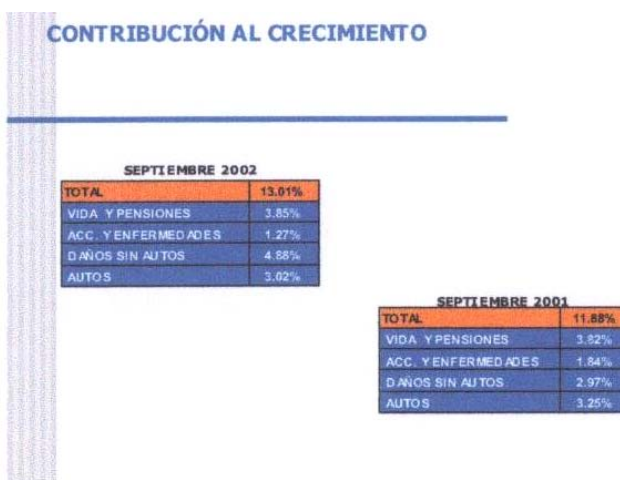 CONTRIBUCIÓN AL CRECIMIENTO
SEPTIEMBRE 2002
TOTAL 13.01%
VIDA Y PENSIONES 3.85%
ACC. Y ENFERMEDADES 1.27%
DAÑOS SIN AUTOS 4.88%
AUTOS 3.02%
SEPTIEMBRE 2001
TOTAL 11.88%
VIDA Y PENSIONES 3.82%
ACC. Y ENFERMEDADES 1.84%
DAÑOS SIN AUTOS 2.97%
AUTOS 3.25%